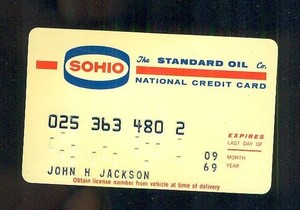 SOHIO
The STANDARD OIL Co.
NATIONAL CREDIT CARD
025 363 480 2
EXPIRES
LAST DAY OF
09 MONTH
69 YEAR
JOHN H JACKSON
Obtain license number from vehicle at time of delivery